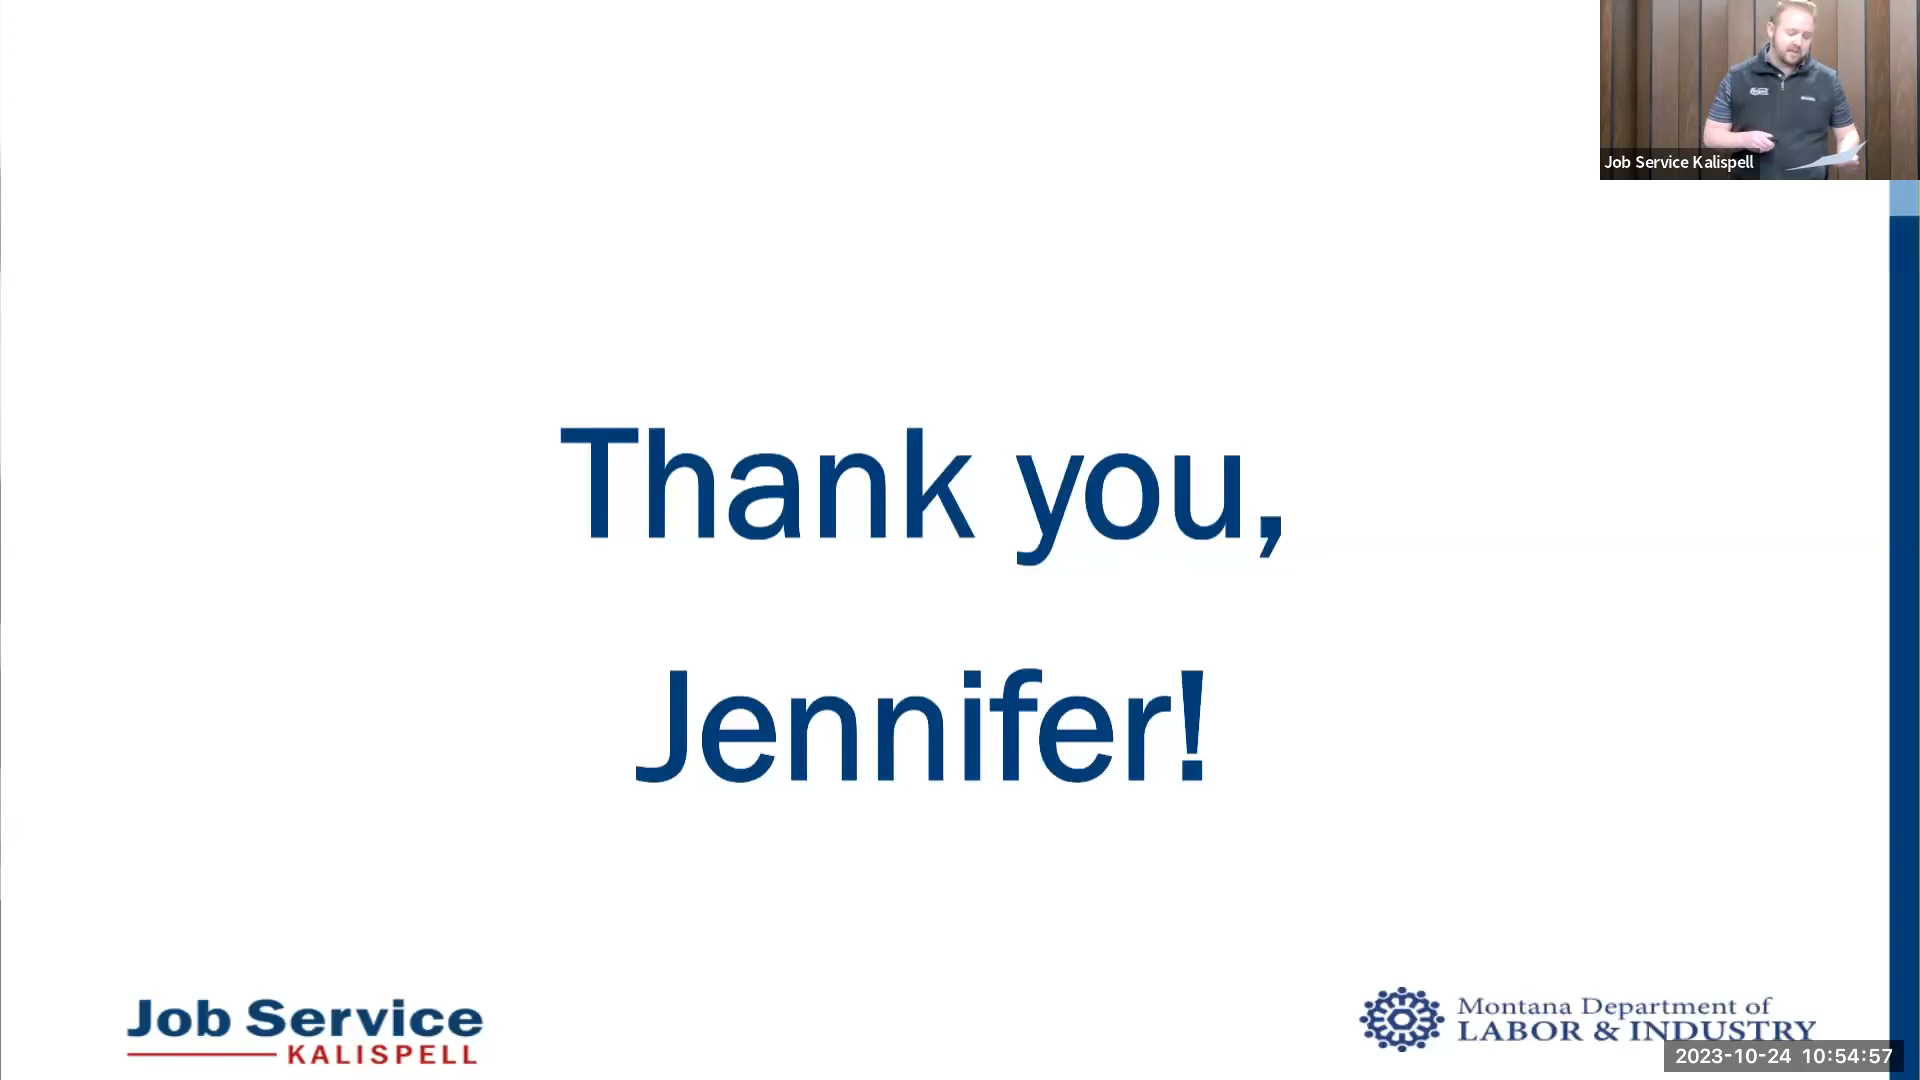 Job Service Kalispell
Thank you,
Jennifer!
Job Service
KALISPELL
Montana Department of
LABOR & INDUSTRY
2023-10-24 10:54:57